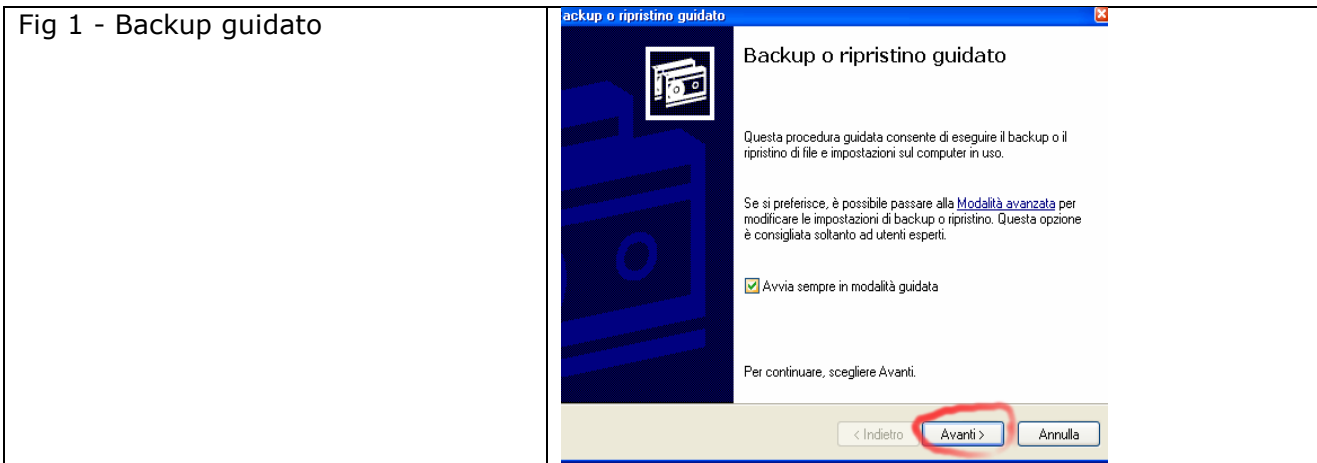 Fig 1 - Backup guidato
ackup o ripristino guidato
Backup o ripristino guidato
Questa procedura guidata consente di eseguire il backup o il
ripristino di file e impostazioni sul computer in uso.
Se si preferisce, è possibile passare alla Modalità avanzata per
modificare le impostazioni di backup o ripristino. Questa opzione
è consigliata soltanto ad utenti esperti.
Avvia sempre in modalità guidata
Per continuare, scegliere Avanti.
< Indietro Avanti > Annulla